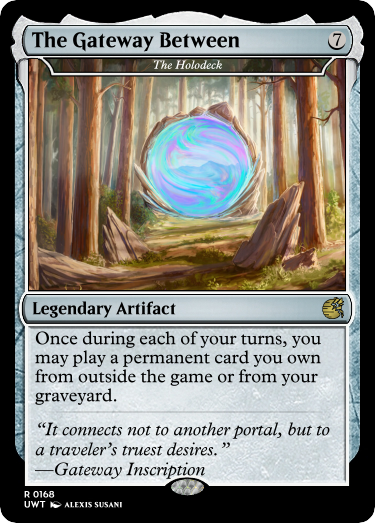 The Gateway Between 7
The Holodeck
Legendary Artifact
Once during each of your turns, you
may play a permanent card you own
from outside the game or from your
graveyard.
“It connects not to another portal, but to
a traveler’s truest desires.”
—Gateway Inscription
R 0168
UWT ALEXIS SUSANI